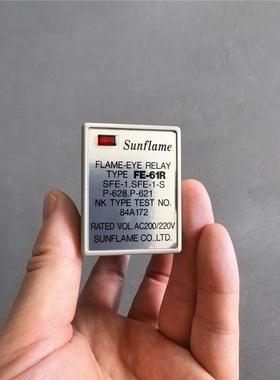 Sunflame
FLAME-EYE RELAY
TYPE FE-61R
SFE-1.SFE-1-S
P-628.P-621
NK TYPE TEST NO.
84A172
RATED VOL.AC200/220V
SUNFLAME CO.,LTD.